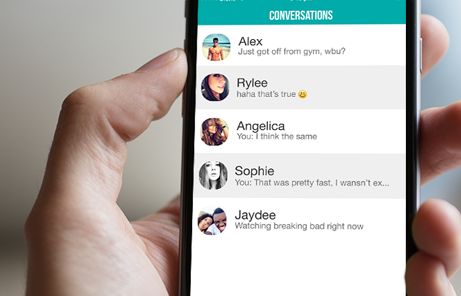 CONVERSATIONS
Alex
Just got off from gym, wbu?
Rylee
haha that's true 😄
Angelica
You: I think the same
Sophie
You: That was pretty fast, I wansn't ex...
Jaydee
Watching breaking bad right now